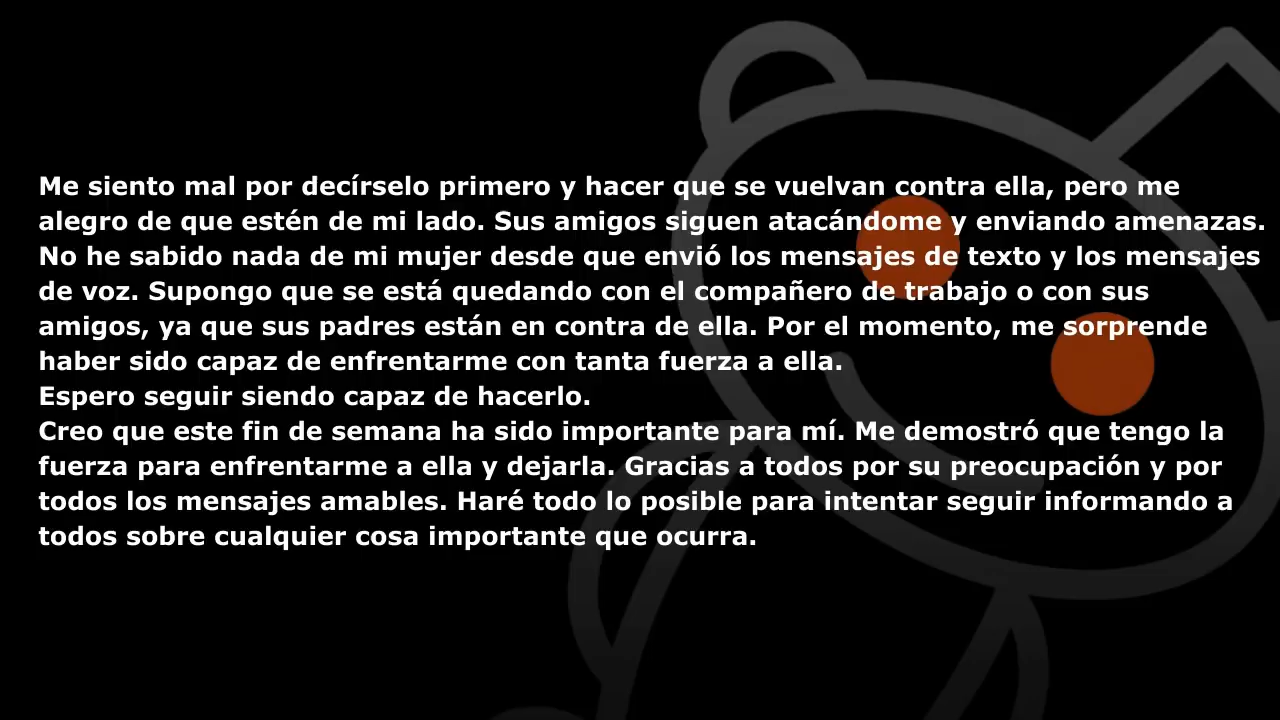 Me siento mal por decírselo primero y hacer que se vuelvan contra ella, pero me
alegro de que estén de mi lado. Sus amigos siguen atacándome y enviando amenazas.
No he sabido nada de mi mujer desde que envió los mensajes de texto y los mensajes
de voz. Supongo que se está quedando con el compañero de trabajo o con sus
amigos, ya que sus padres están en contra de ella. Por el momento, me sorprende
haber sido capaz de enfrentarme con tanta fuerza a ella.
Espero seguir siendo capaz de hacerlo.
Creo que este fin de semana ha sido importante para mí. Me demostró que tengo la
fuerza para enfrentarme a ella y dejarla. Gracias a todos por su preocupación y por
todos los mensajes amables. Haré todo lo posible para intentar seguir informando a
todos sobre cualquier cosa importante que ocurra.